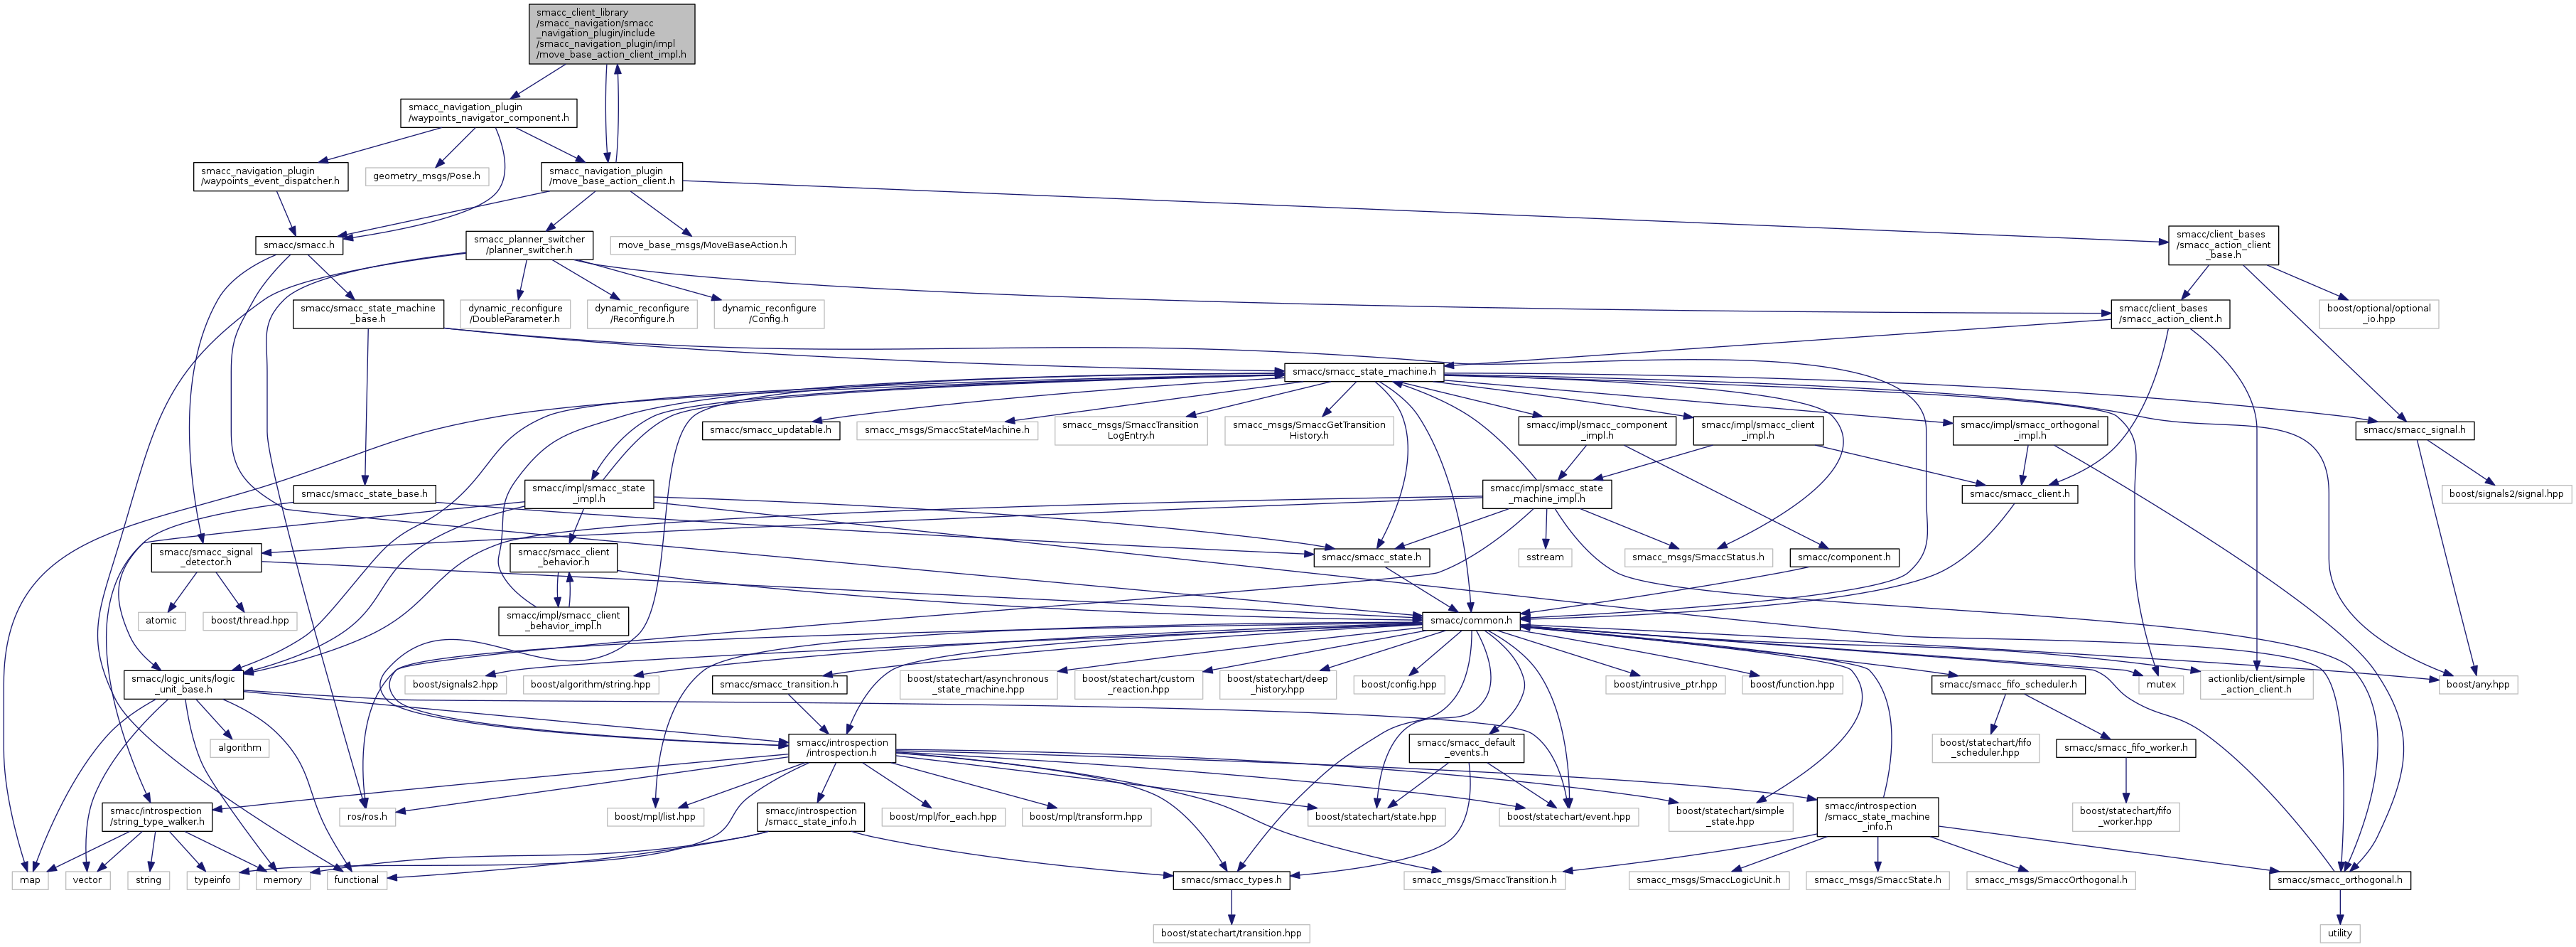 smacc_client_library
/smacc_navigation/smacc
_navigation_plugin/include
/smacc_navigation_plugin/impl
/move_base_action_client_impl.h
smacc_navigation_plugin
/waypoints_navigator_component.h
smacc_navigation_plugin
/waypoints_event_dispatcher.h
geometry_msgs/Pose.h
smacc_navigation_plugin
/move_base_action_client.h
smacc/smacc.h
smacc_planner_switcher
/planner_switcher.h
move_base_msgs/MoveBaseAction.h
smacc/client_bases
/smacc_action_client
_base.h
smacc/smacc_state_machine
_base.h
dynamic_reconfigure
/DoubleParameter.h
dynamic_reconfigure
/Reconfigure.h
dynamic_reconfigure
/Config.h
smacc/client_bases
/smacc_action_client.h
boost/optional/optional
_io.hpp
smacc/smacc_state_machine.h
smacc/smacc_updatable.h
smacc_msgs/SmaccStateMachine.h
smacc_msgs/SmaccTransition
LogEntry.h
smacc_msgs/SmaccGetTransition
History.h
smacc/impl/smacc_component
_impl.h
smacc/impl/smacc_client
_impl.h
smacc/impl/smacc_orthogonal
_impl.h
smacc/smacc_signal.h
smacc/smacc_state_base.h
smacc/impl/smacc_state
_impl.h
smacc/impl/smacc_state
_machine_impl.h
smacc/smacc_client.h
boost/signals2/signal.hpp
smacc/smacc_signal
_detector.h
smacc/smacc_client
_behavior.h
smacc/smacc_state.h
sstream
smacc_msgs/SmaccStatus.h
smacc/component.h
atomic
boost/thread.hpp
smacc/impl/smacc_client
_behavior_impl.h
smacc/common.h
smacc/logic_units/logic
_unit_base.h
boost/signals2.hpp
boost/algorithm/string.hpp
smacc/smacc_transition.h
boost/statechart/asynchronous
_state_machine.hpp
boost/statechart/custom
_reaction.hpp
boost/statechart/deep
_history.hpp
boost/config.hpp
boost/intrusive_ptr.hpp
boost/function.hpp
smacc/smacc_fifo_scheduler.h
mutex
actionlib/client/simple
_action_client.h
boost/any.hpp
algorithm
smacc/introspection
/introspection.h
smacc/smacc_default
_events.h
boost/statechart/fifo
_scheduler.hpp
smacc/smacc_fifo_worker.h
smacc/introspection
/string_type_walker.h
ros/ros.h
boost/mpl/list.hpp
smacc/introspection
/smacc_state_info.h
boost/mpl/for_each.hpp
boost/mpl/transform.hpp
boost/statechart/state.hpp
boost/statechart/event.hpp
boost/statechart/simple
_state.hpp
smacc/introspection
/smacc_state_machine
_info.h
boost/statechart/fifo
_worker.hpp
map
vector
string
typeinfo
memory
functional
smacc/smacc_types.h
smacc_msgs/SmaccTransition.h
smacc_msgs/SmaccLogicUnit.h
smacc_msgs/SmaccState.h
smacc_msgs/SmaccOrthogonal.h
smacc/smacc_orthogonal.h
boost/statechart/transition.hpp
utility